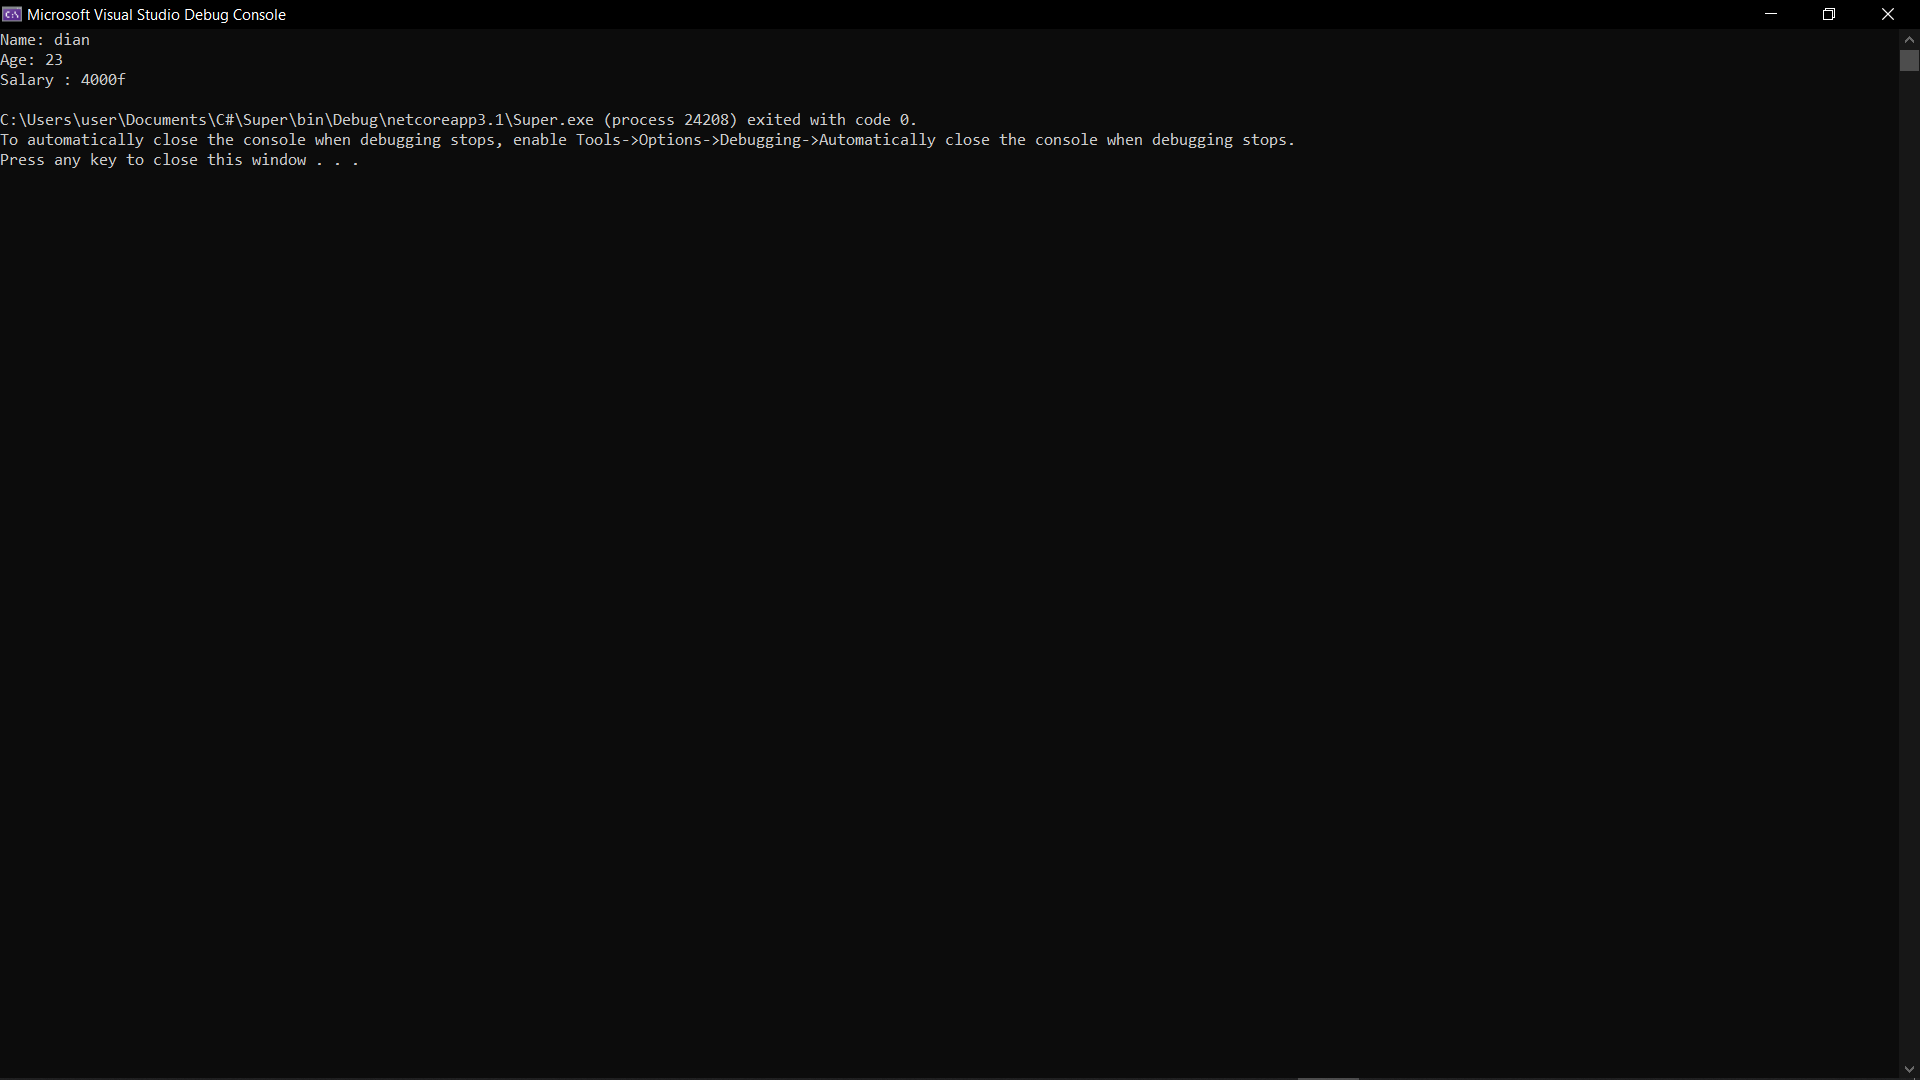 Microsoft Visual Studio Debug Console
Name: dian
Age: 23
Salary : 4000f
C:\Users\user\Documents\C#\Super\bin\Debug\netcoreapp3.1\Super.exe (process 24208) exited with code 0.
To automatically close the console when debugging stops, enable Tools->Options->Debugging->Automatically close the console when debugging stops.
Press any key to close this window . . .